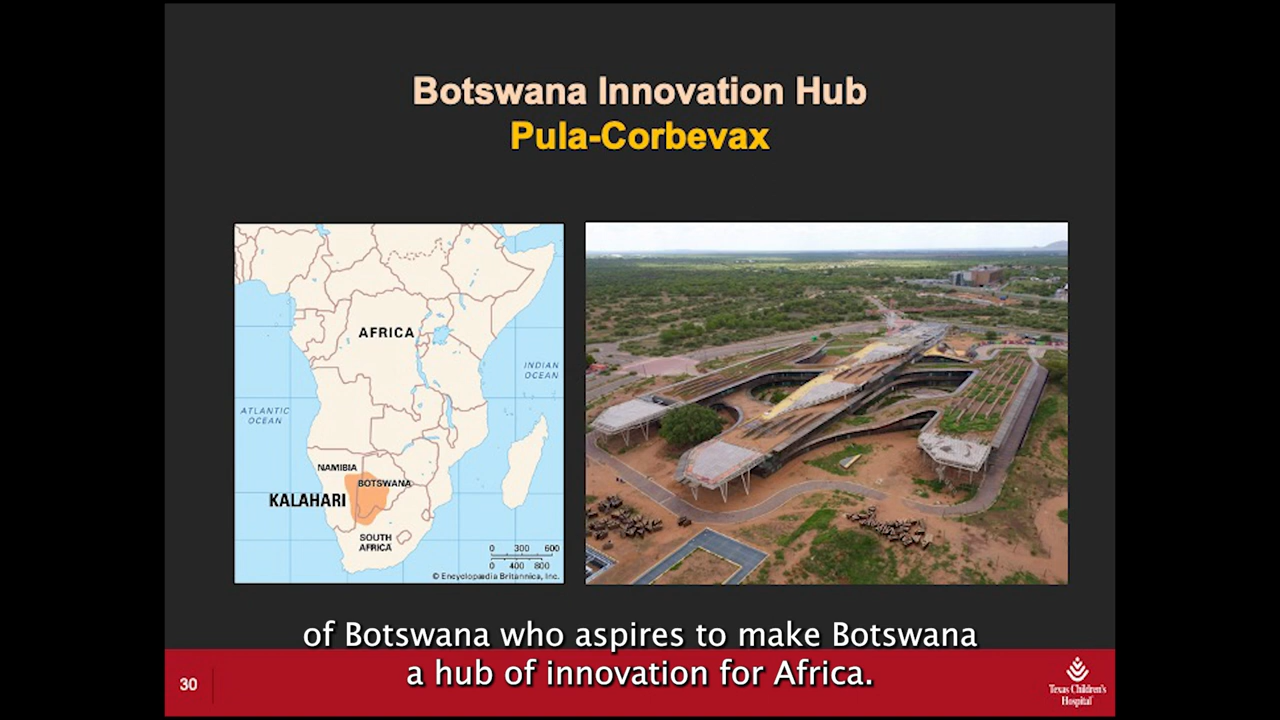 Botswana Innovation Hub
Pula-Corbevax
AFRICA
INDIAN
OCEAN
ATLANTIC
OCEAN
NAMIBIA
BOTSWANA
KALAHARI
SOUTH
AFRICA
0 300 600
0 400 800
© Encyclopædia Britannica, Inc.
of Botswana who aspires to make Botswana
a hub of innovation for Africa.
30
Texas Children's
Hospital